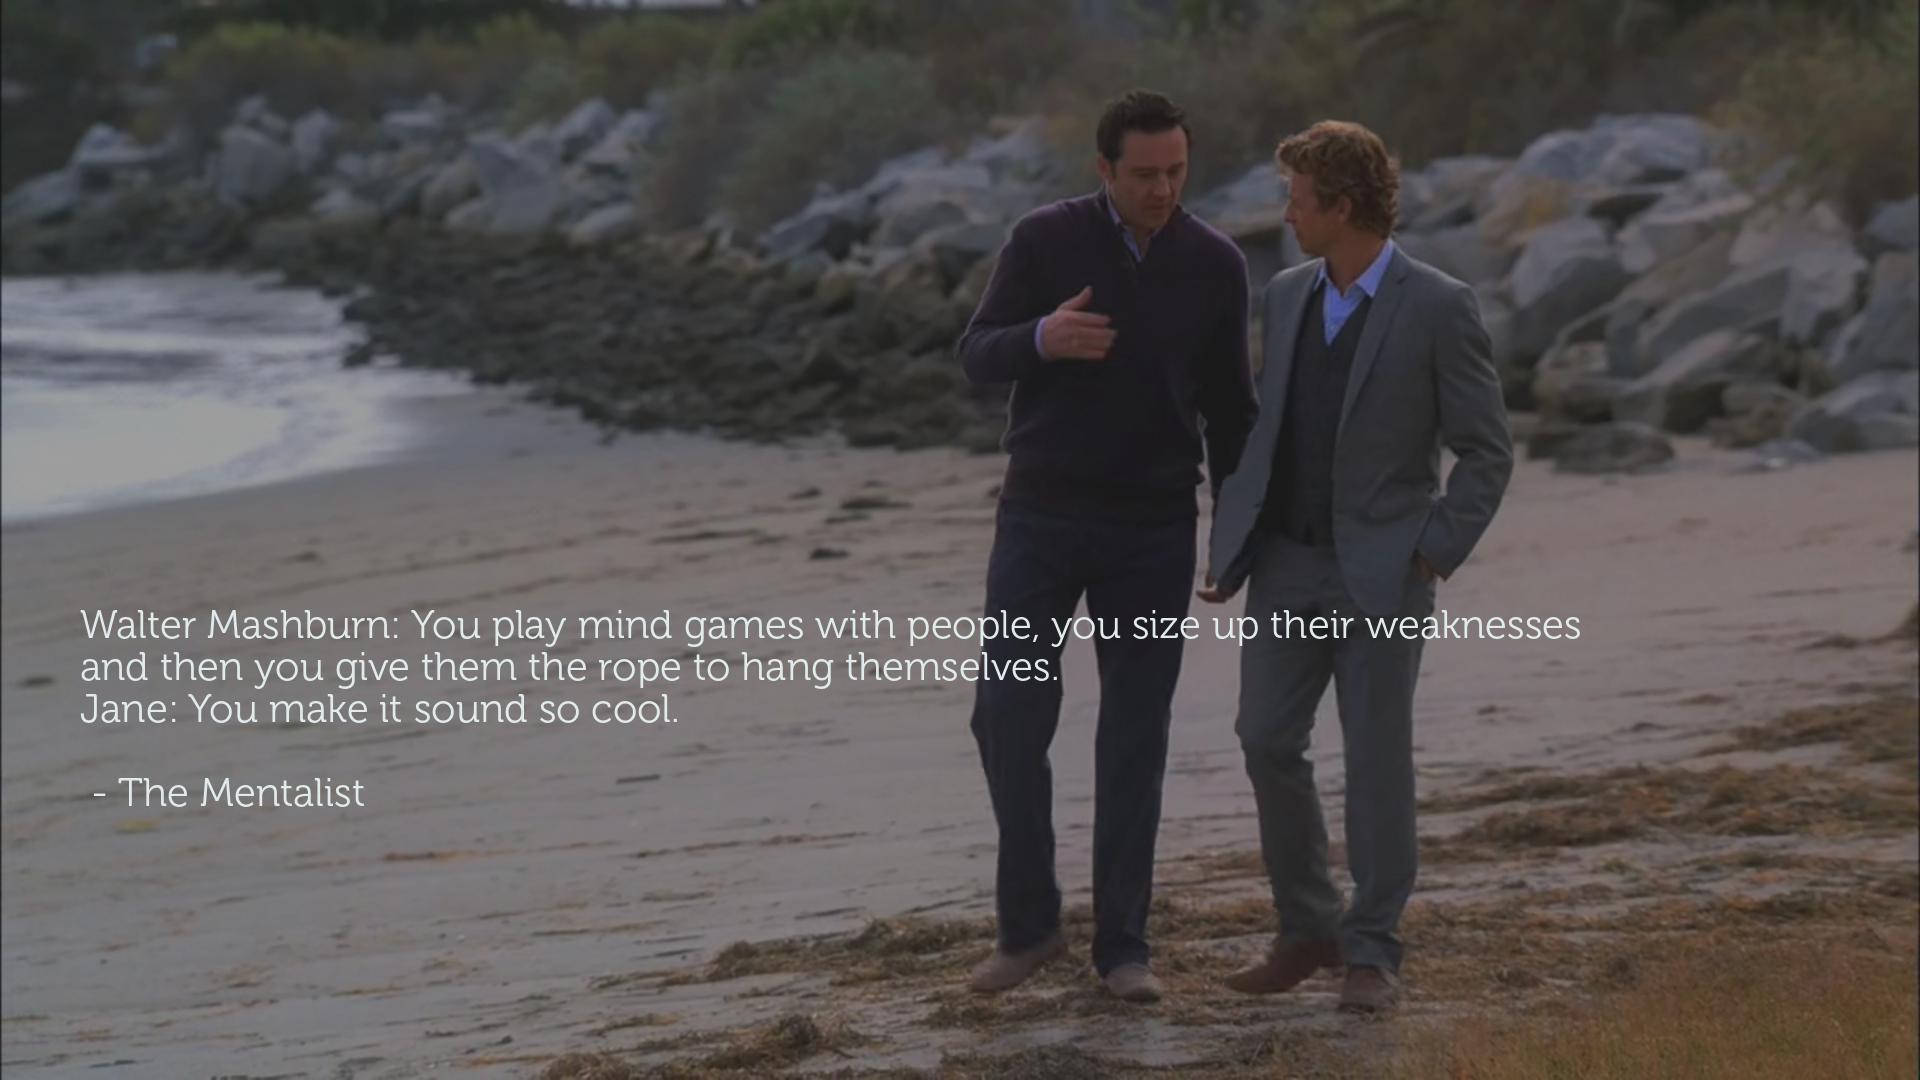 Walter Mashburn: You play mind games with people, you size up their weaknesses
and then you give them the rope to hang themselves.
Jane: You make it sound so cool.
- The Mentalist